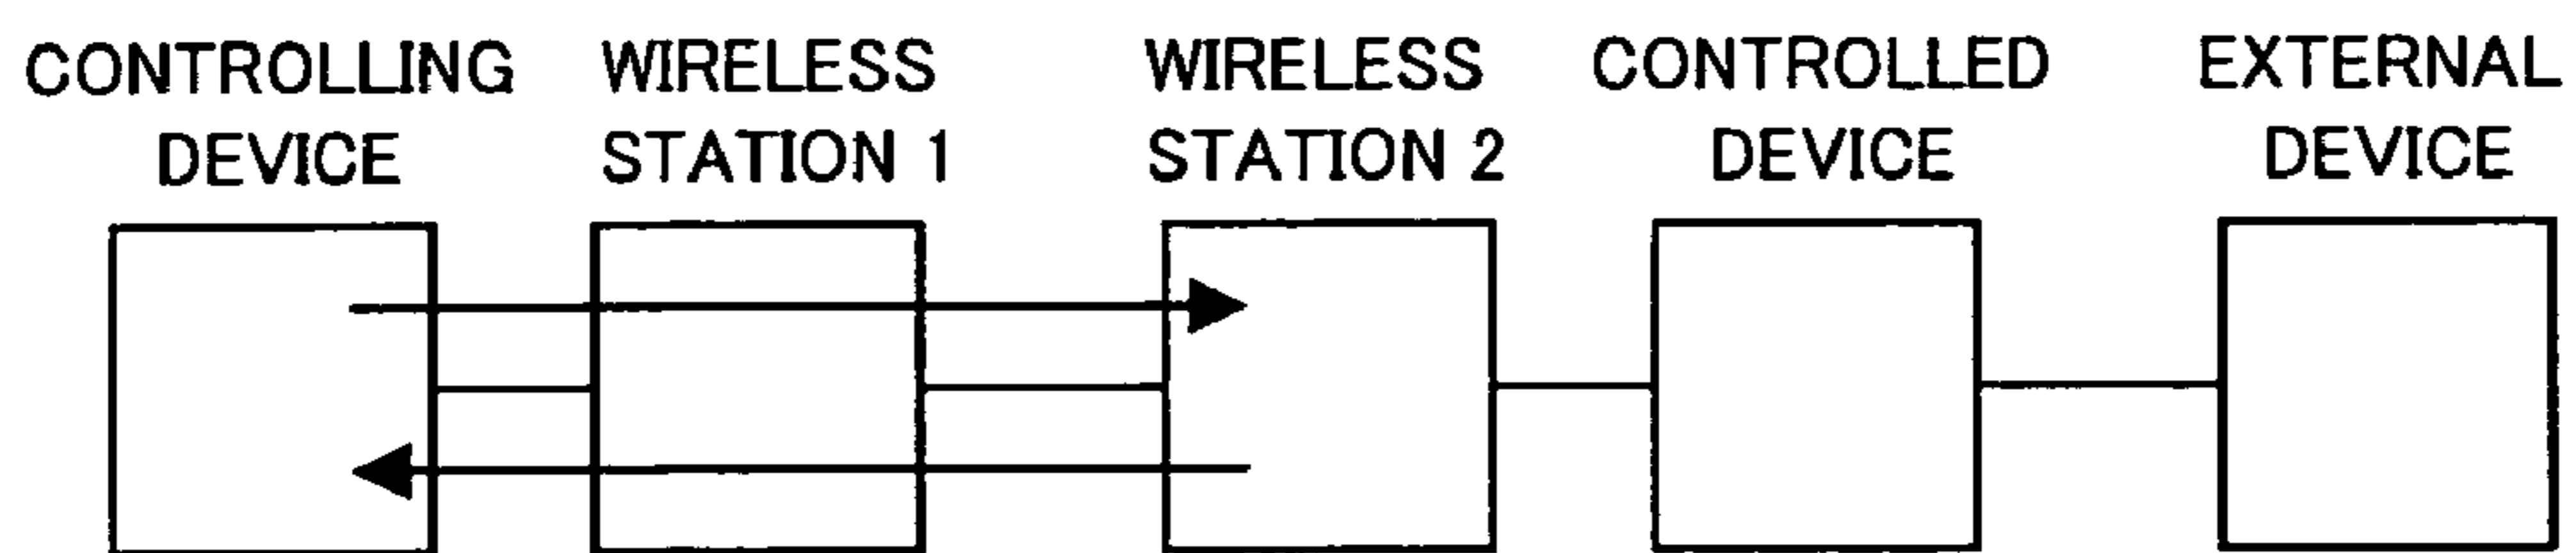 CONTROLLING DEVICE
WIRELESS STATION 1
WIRELESS STATION 2
CONTROLLED DEVICE
EXTERNAL DEVICE